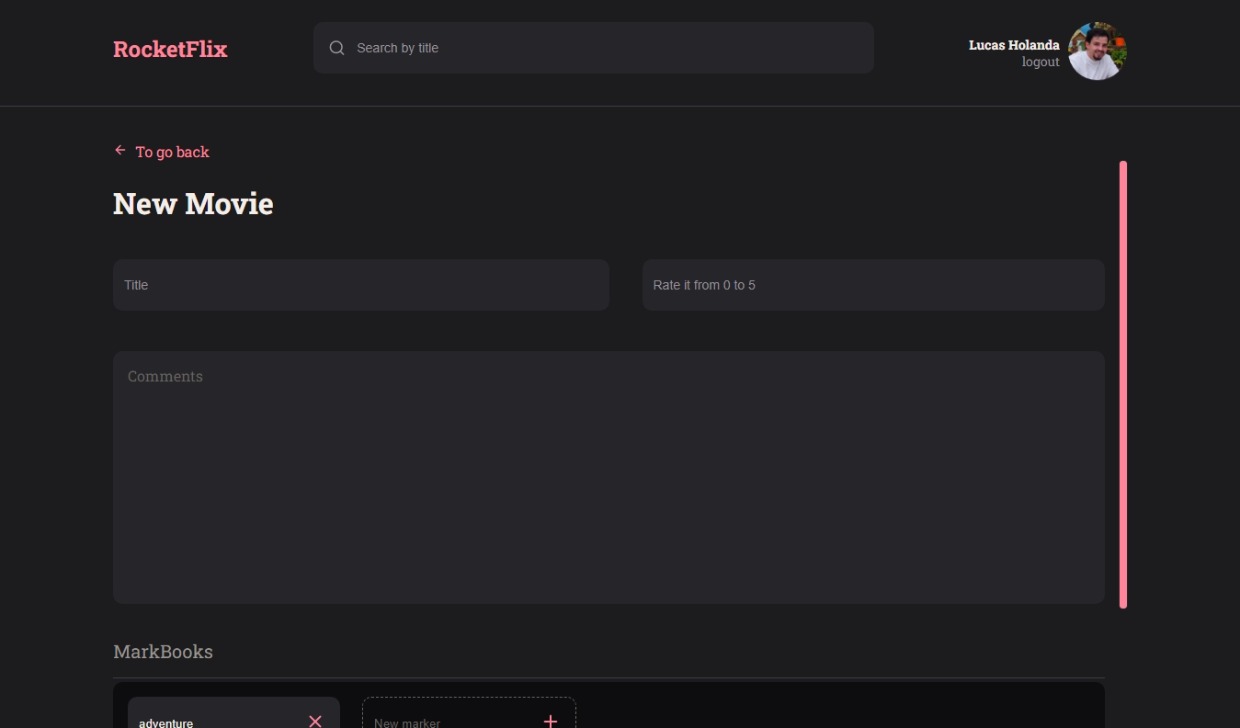 RocketFlix
Search by title
Lucas Holanda
logout
To go back
New Movie
Title
Rate it from 0 to 5
Comments
MarkBooks
adventure
New marker